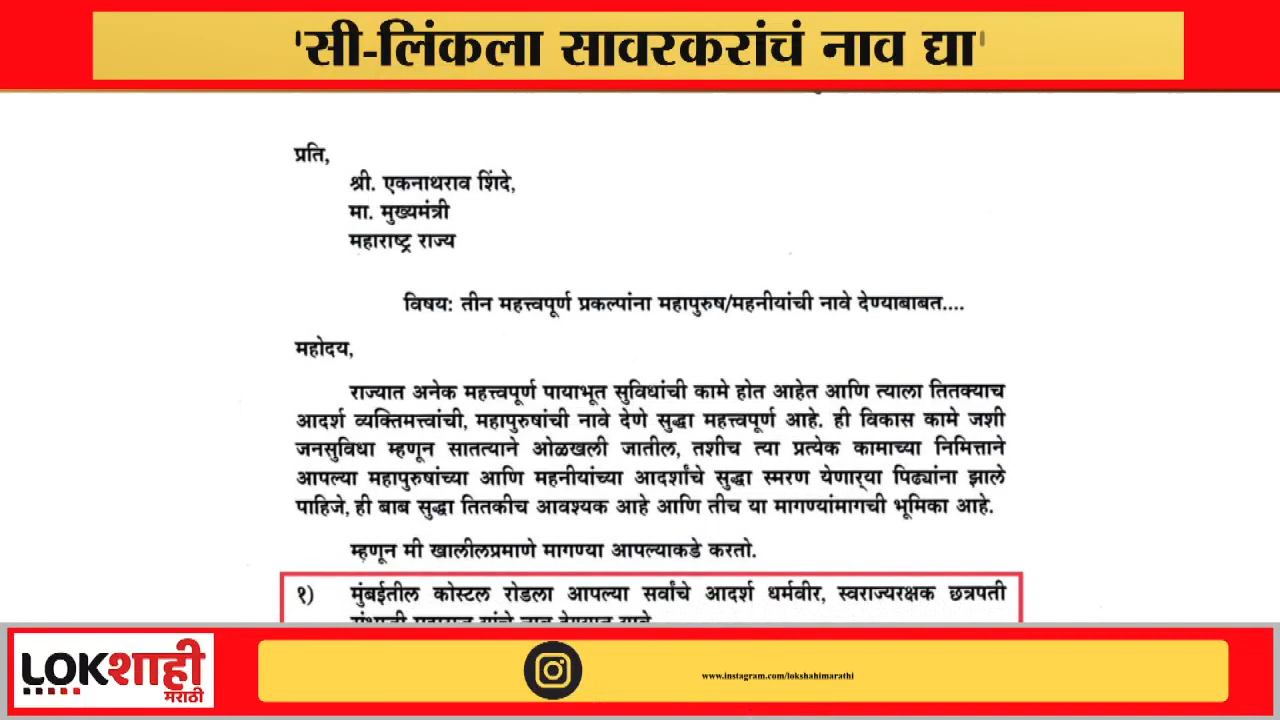 'सी-लिंकला सावरकरांचं नाव द्या'
प्रति,
श्री. एकनाथराव शिंदे,
मा. मुख्यमंत्री
महाराष्ट्र राज्य
विषय: तीन महत्त्वपूर्ण प्रकल्पांना महापुरुष/महनीयांची नावे देण्याबाबत....
महोदय,
राज्यात अनेक महत्त्वपूर्ण पायाभूत सुविधांची कामे होत आहेत आणि त्याला तितक्याच
आदर्श व्यक्तिमत्त्वांची, महापुरुषांची नावे देणे सुद्धा महत्त्वपूर्ण आहे. ही विकास कामे जशी
जनसुविधा म्हणून सातत्याने ओळखली जातील, तशीच त्या प्रत्येक कामाच्या निमित्ताने
आपल्या महापुरुषांच्या आणि महनीयांच्या आदर्शांचे सुद्धा स्मरण येणाऱ्या पिढ्यांना झाले
पाहिजे, ही बाब सुद्धा तितकीच आवश्यक आहे आणि तीच या मागण्यांमागची भूमिका आहे.
म्हणून मी खालीलप्रमाणे मागण्या आपल्याकडे करतो.
१) मुंबईतील कोस्टल रोडला आपल्या सर्वांचे आदर्श धर्मवीर, स्वराज्यरक्षक छत्रपती
LOKशाही
मराठी
www.instagram.com/lokshahimarathi